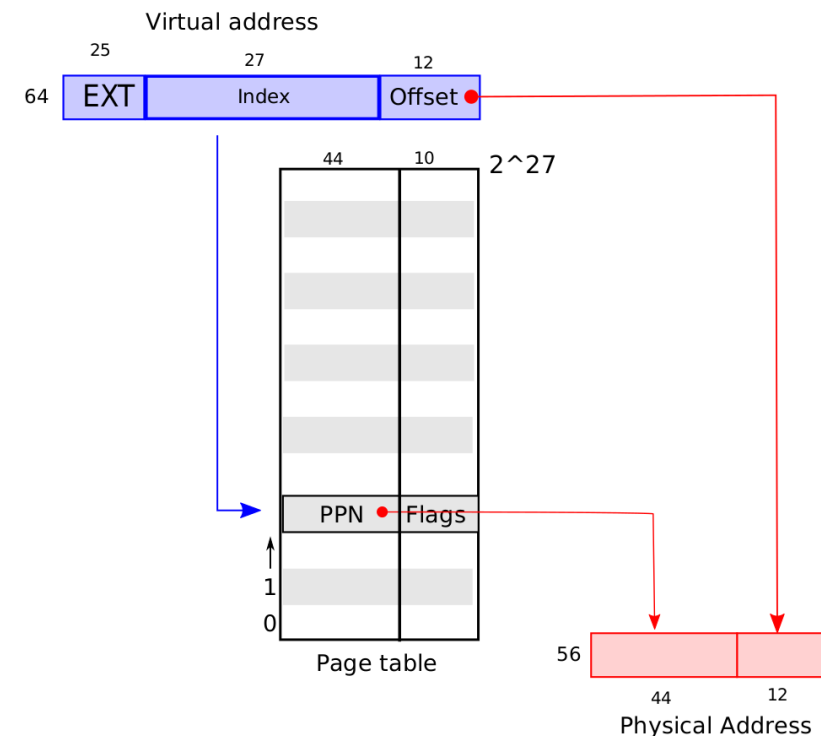 Virtual address
25
27
12
64
EXT
Index
Offset
44
10
2^27
PPN
Flags
1
0
Page table
56
44
12
Physical Address